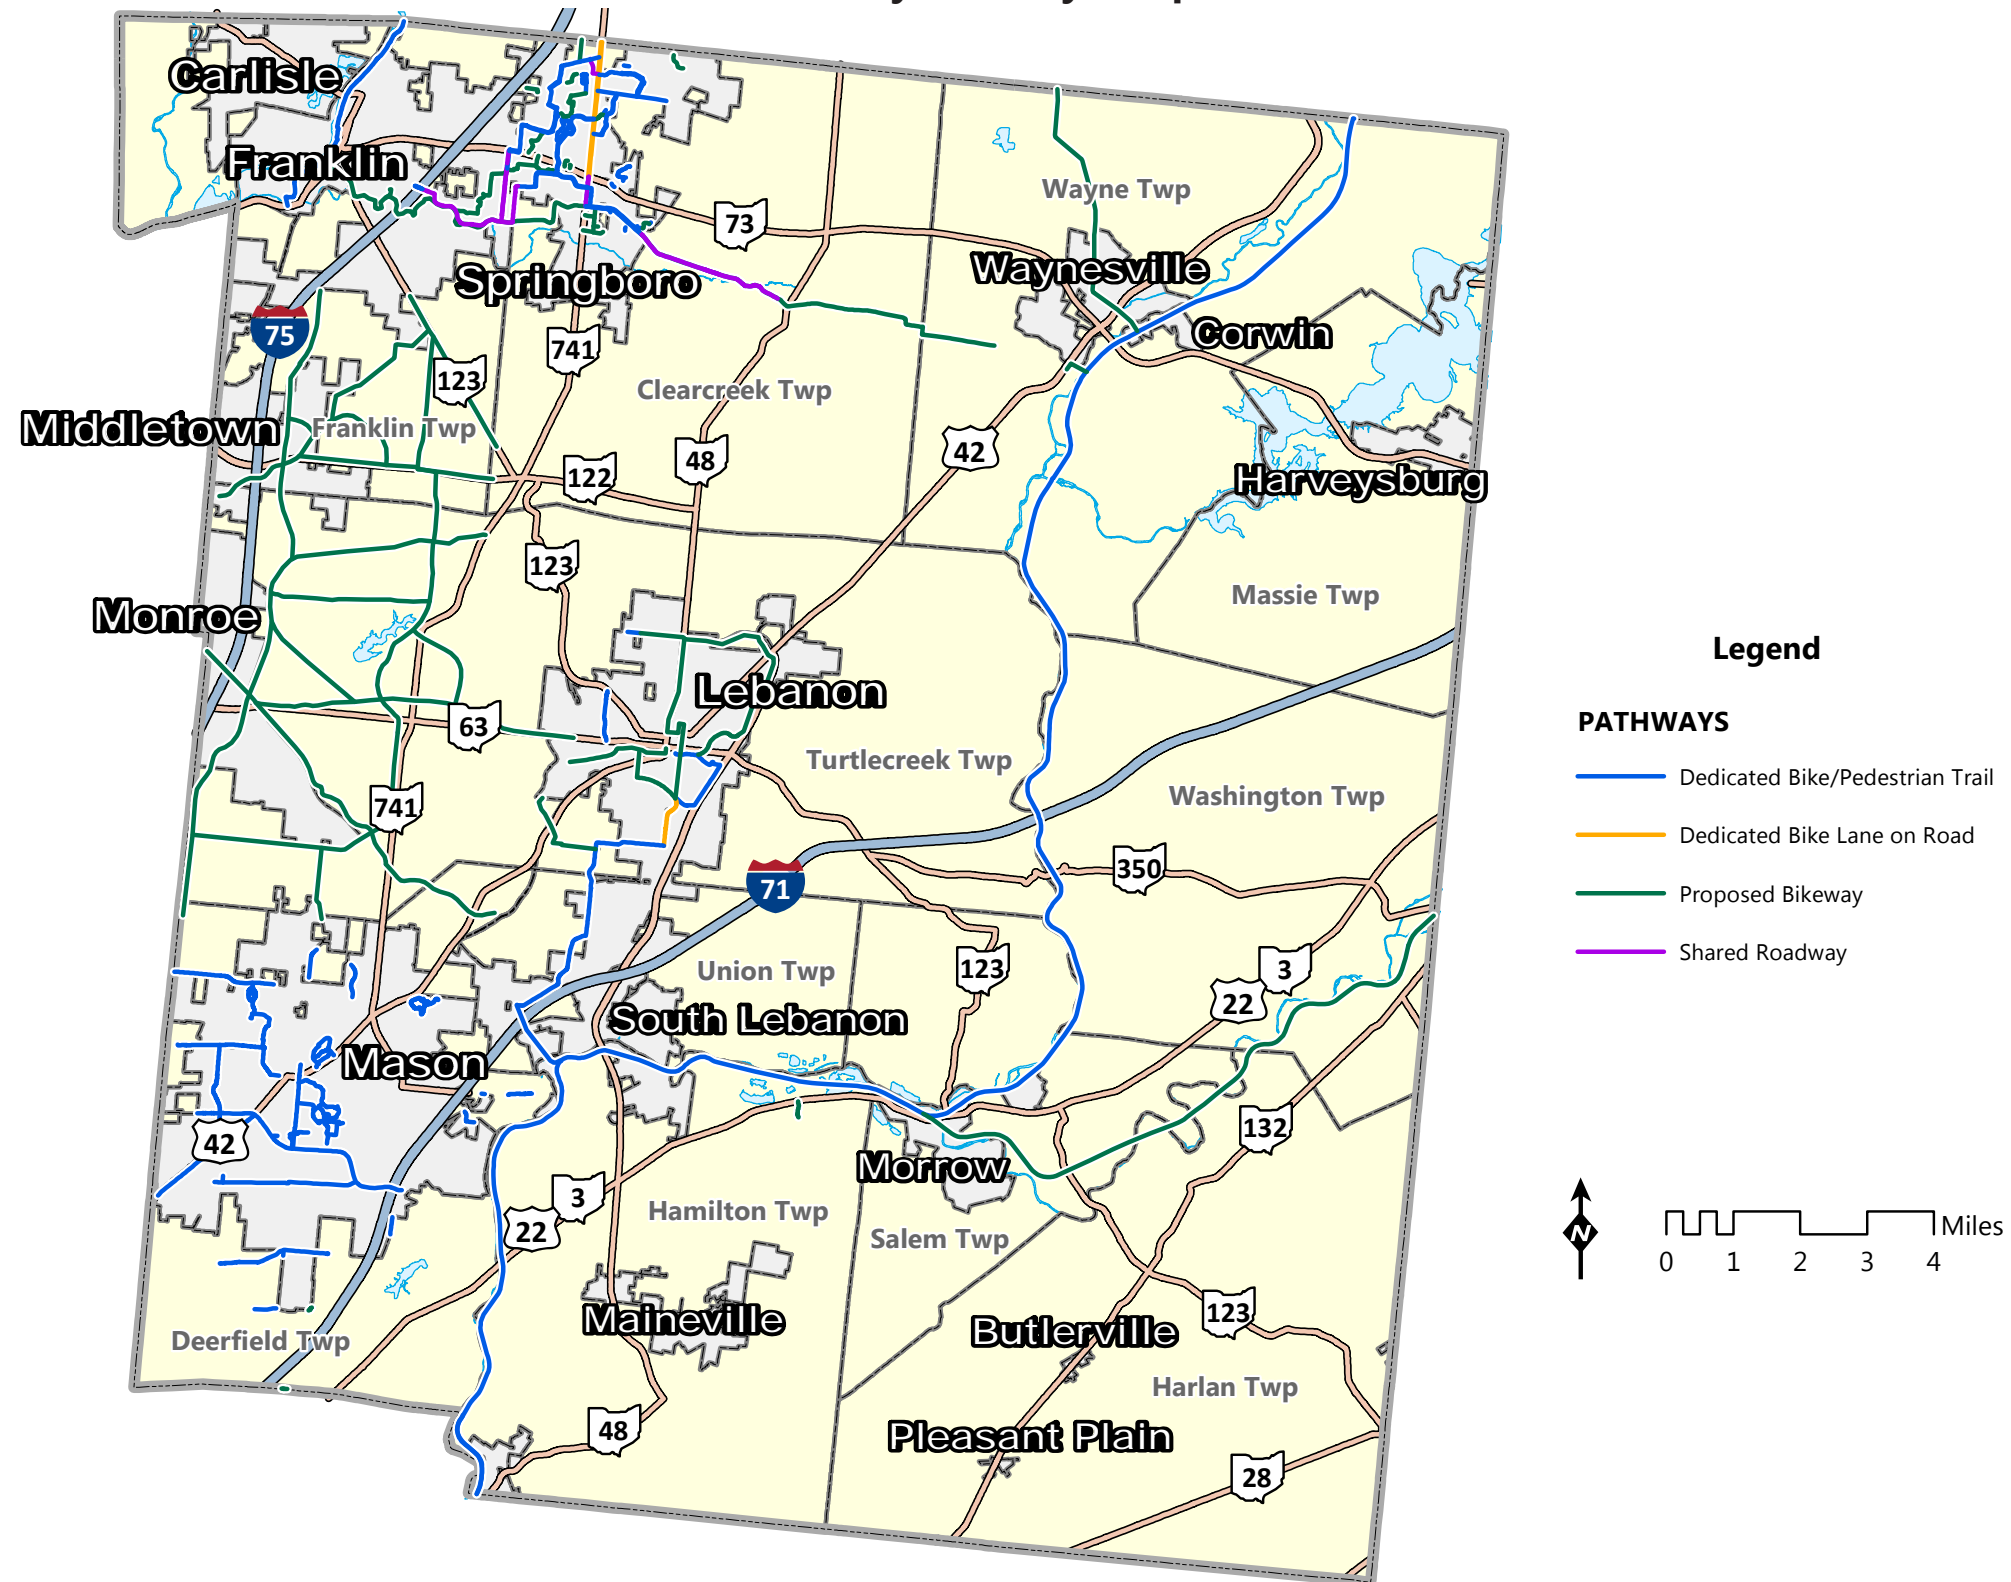 Carlisle
Franklin
Wayne Twp
73
Springboro
Waynesville
Corwin
75
741
123
Clearcreek Twp
Middletown
Franklin Twp
122
48
42
Harveysburg
123
Massie Twp
Monroe
Legend
Lebanon
PATHWAYS
63
Turtlecreek Twp
Dedicated Bike/Pedestrian Trail
Washington Twp
741
Dedicated Bike Lane on Road
350
71
Proposed Bikeway
Shared Roadway
Union Twp
123
3
22
South Lebanon
Mason
132
42
Morrow
3
22
Hamilton Twp
Salem Twp
N
Miles
0 1 2 3 4
Maineville
Butlerville
123
Deerfield Twp
Harlan Twp
48
Pleasant Plain
28